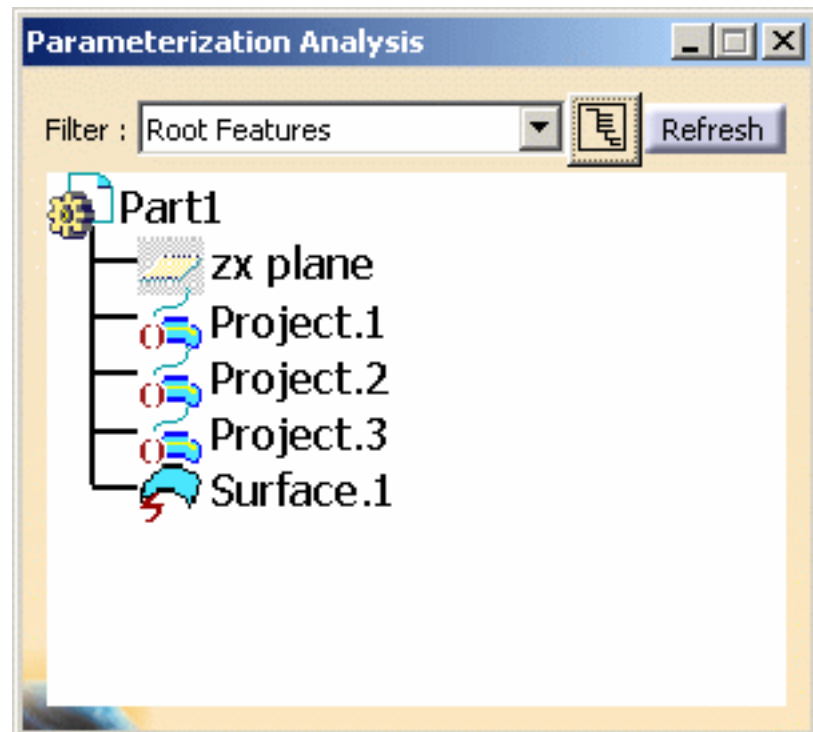 Parameterization Analysis
Filter : Root Features Refresh
Part1
zx plane
Project.1
Project.2
Project.3
Surface.1